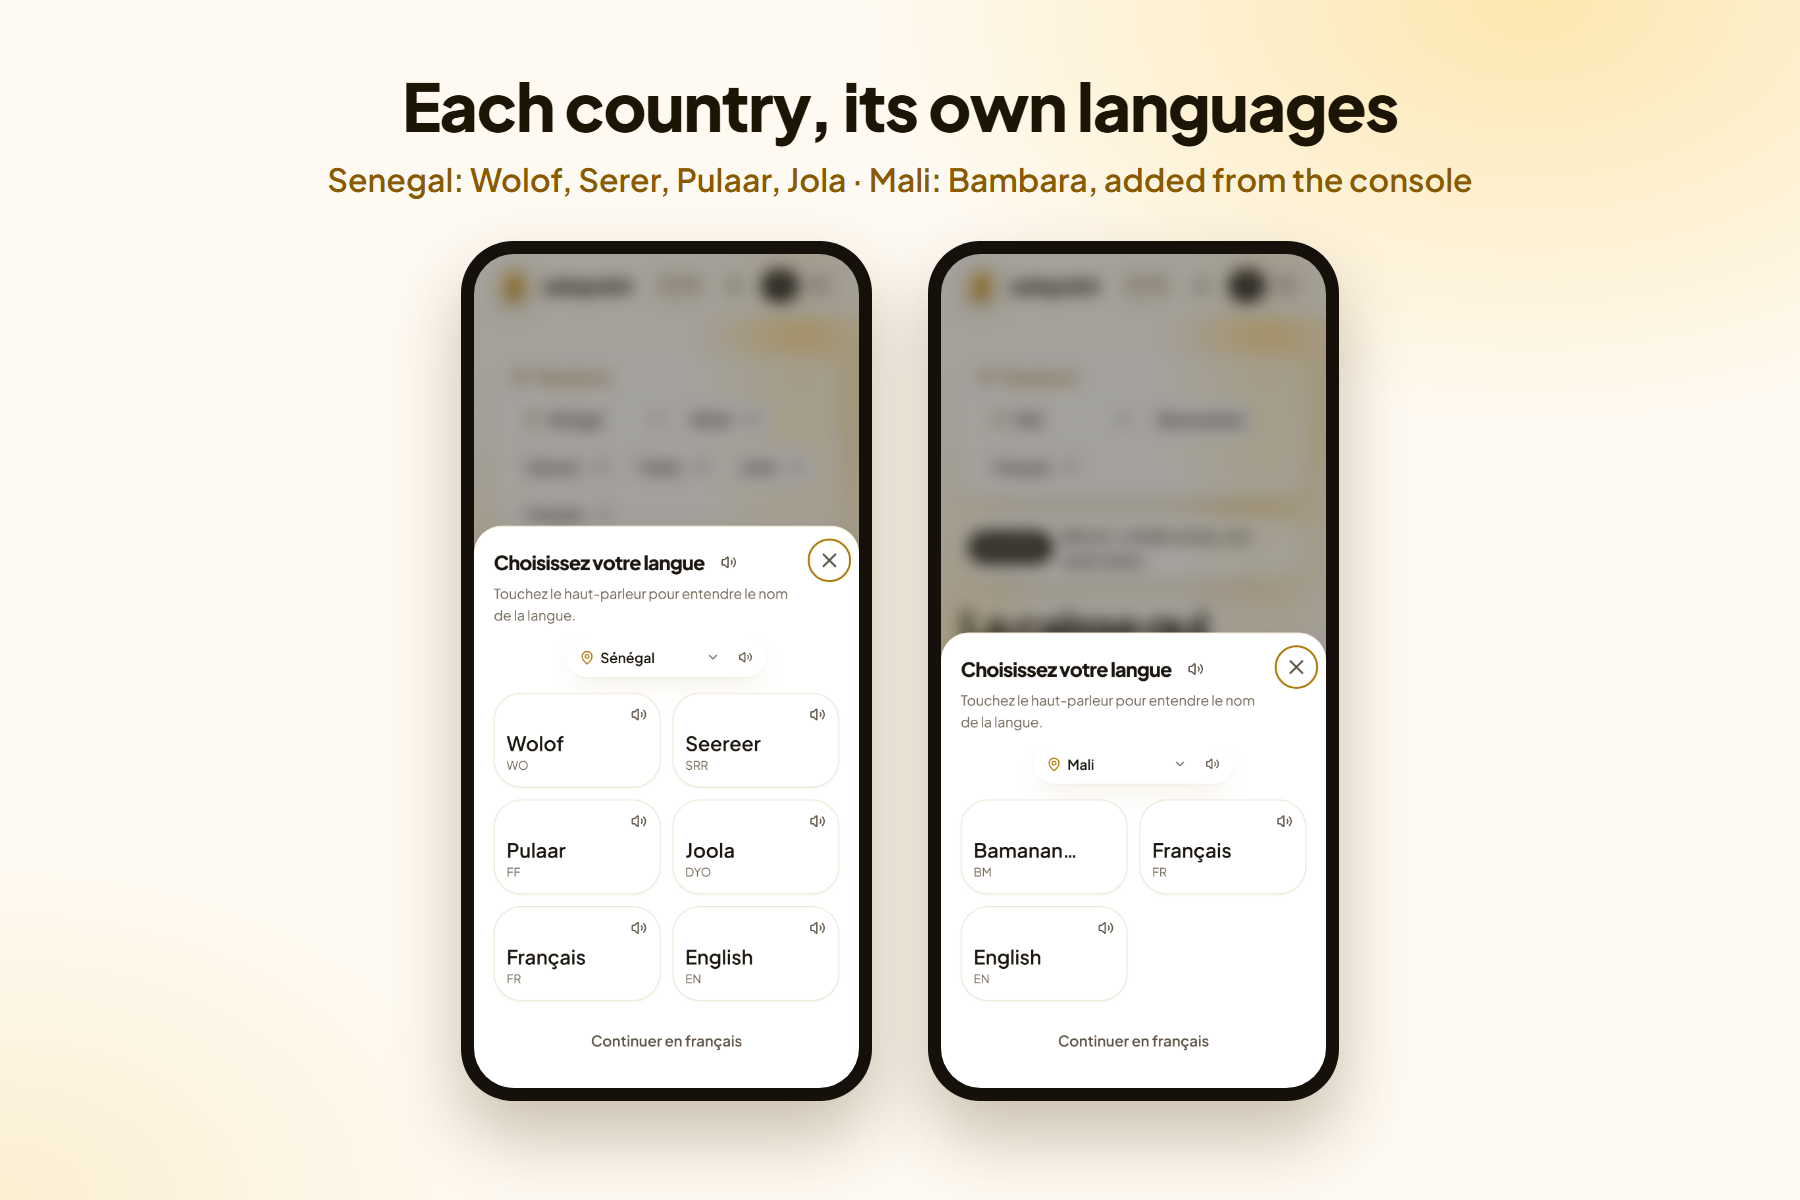 Each country, its own languages
Senegal: Wolof, Serer, Pulaar, Jola · Mali: Bambara, added from the console
Choisissez votre langue
Touchez le haut-parleur pour entendre le nom
de la langue.
Sénégal
Wolof
WO
Seereer
SRR
Pulaar
FF
Joola
DYO
Français
FR
English
EN
Continuer en français
Choisissez votre langue
Touchez le haut-parleur pour entendre le nom
de la langue.
Mali
Bamanan...
BM
Français
FR
English
EN
Continuer en français